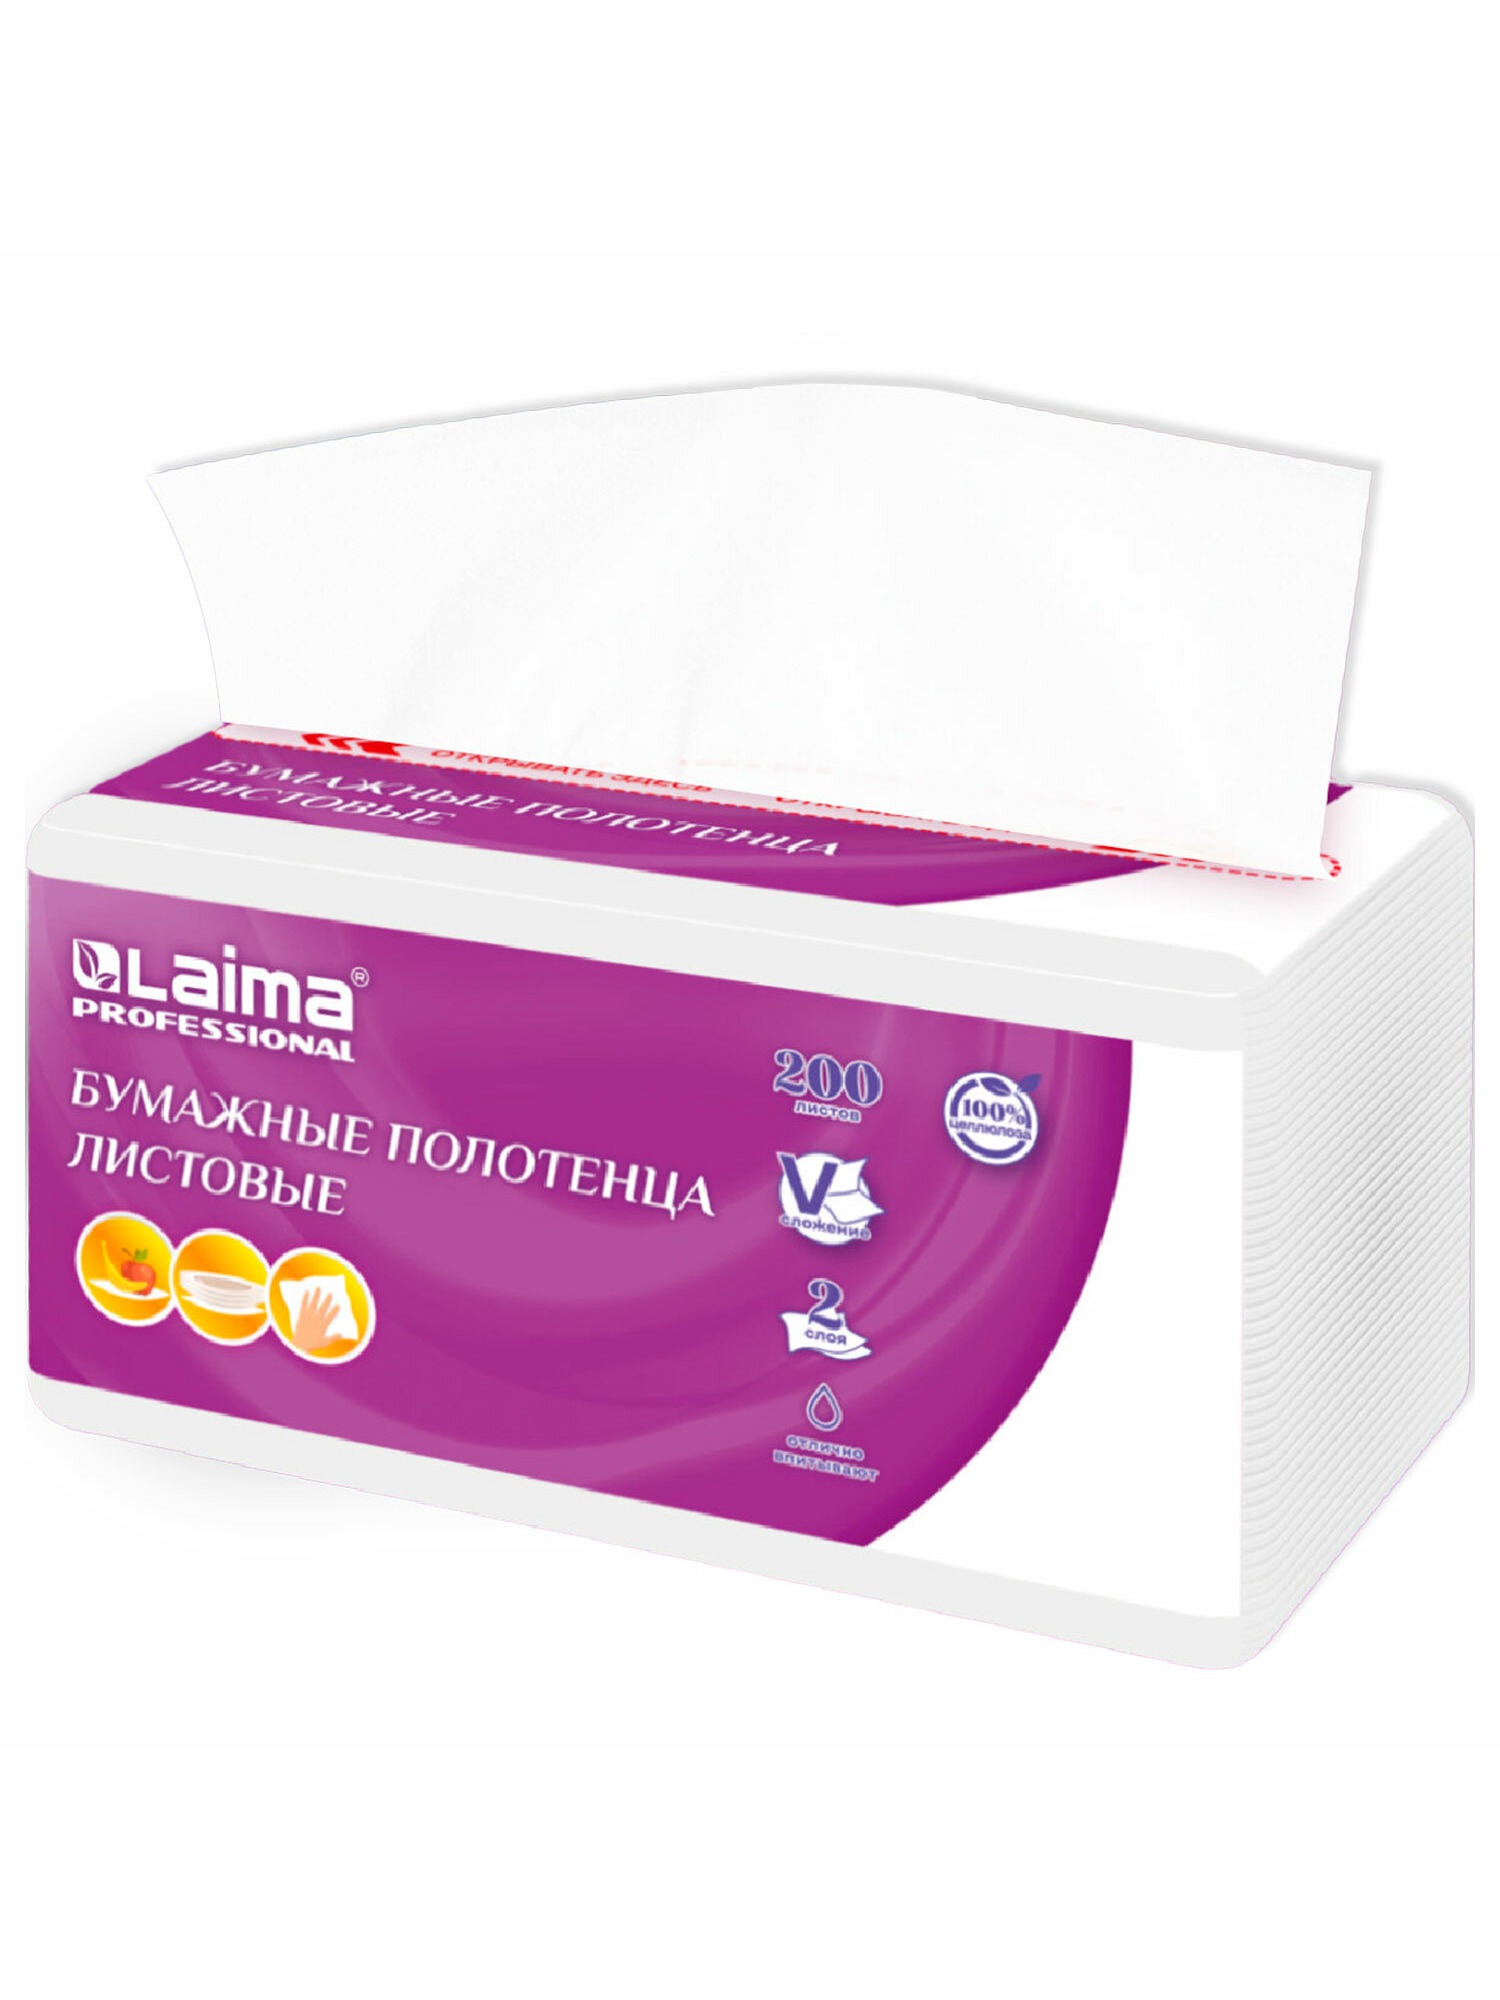 ОТКРЫВАТЬ ЗДЕСЬ
БУМАЖНЫЕ ПОЛОТЕНЦА
ЛИСТОВЫЕ
Laima®
PROFESSIONAL
БУМАЖНЫЕ ПОЛОТЕНЦА
ЛИСТОВЫЕ
200
ЛИСТОВ
100%
целлюлоза
V
сложение
2
слоя
отлично
впитывают